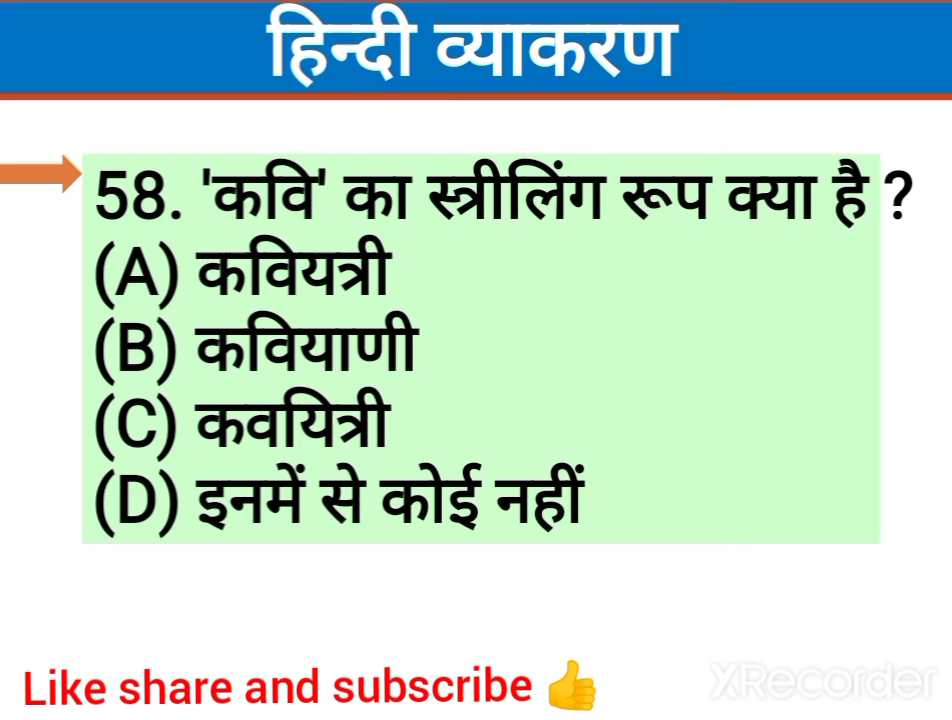 हिन्दी व्याकरण
58. 'कवि' का स्त्रीलिंग रूप क्या है ?
(A) कवियत्री
(B) कवियाणी
(C) कवयित्री
(D) इनमें से कोई नहीं
Like share and subscribe 👍
XRecorder